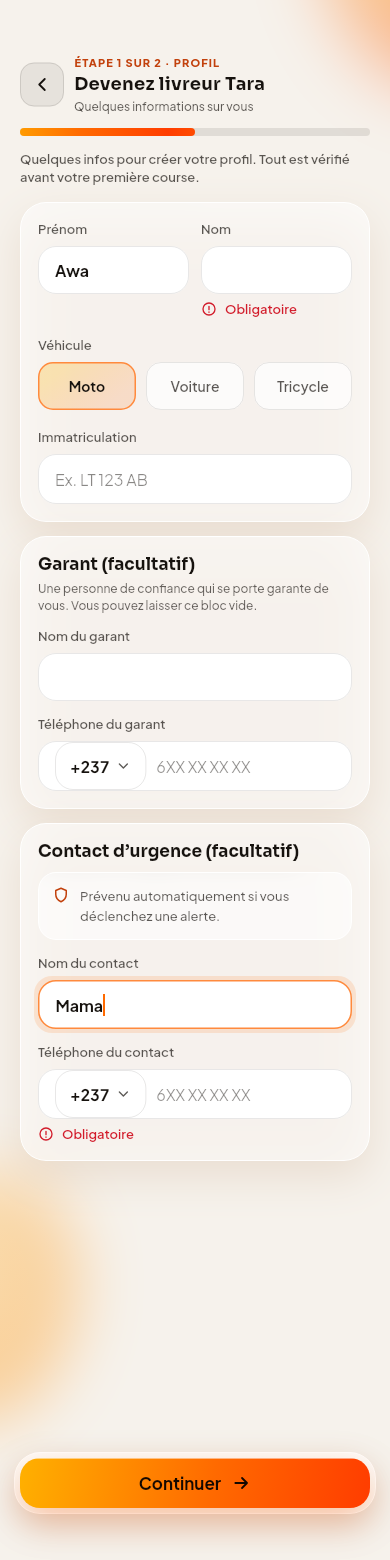 ÉTAPE 1 SUR 2 · PROFIL
Devenez livreur Tara
Quelques informations sur vous
Quelques infos pour créer votre profil. Tout est vérifié
avant votre première course.
Prénom
Nom
Awa
Obligatoire
Véhicule
Moto
Voiture
Tricycle
Immatriculation
Ex. LT 123 AB
Garant (facultatif)
Une personne de confiance qui se porte garante de
vous. Vous pouvez laisser ce bloc vide.
Nom du garant
Téléphone du garant
+237
6XX XX XX XX
Contact d’urgence (facultatif)
Prévenu automatiquement si vous
déclenchez une alerte.
Nom du contact
Mama
Téléphone du contact
+237
6XX XX XX XX
Obligatoire
Continuer